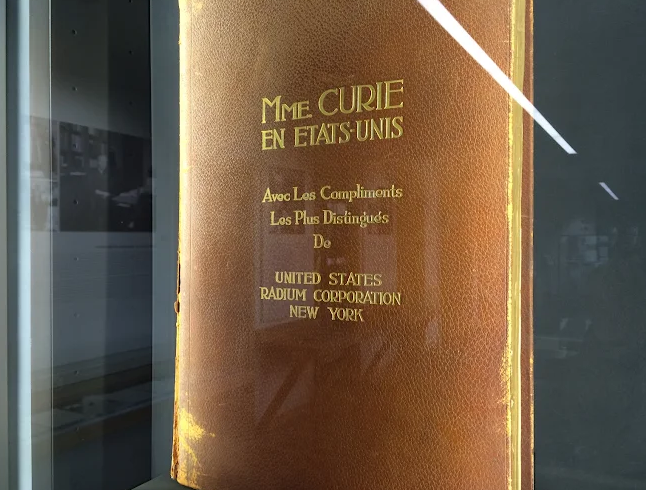 MME CURIE
EN ETATS-UNIS
Avec Les Compliments
Les Plus Distingués
De
UNITED STATES
RADIUM CORPORATION
NEW YORK